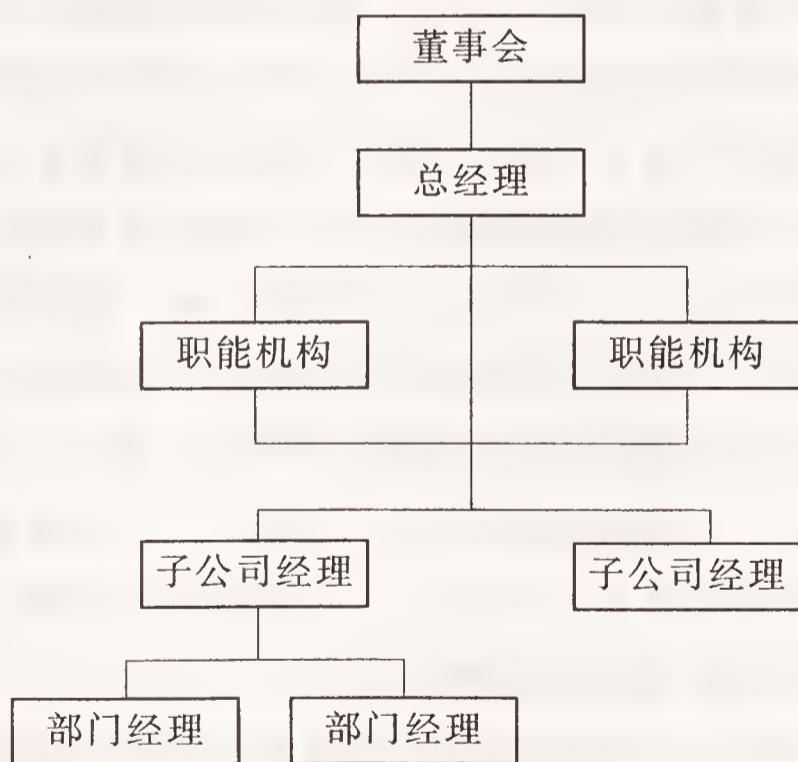 董事会
总经理
职能机构
职能机构
子公司经理
子公司经理
部门经理
部门经理